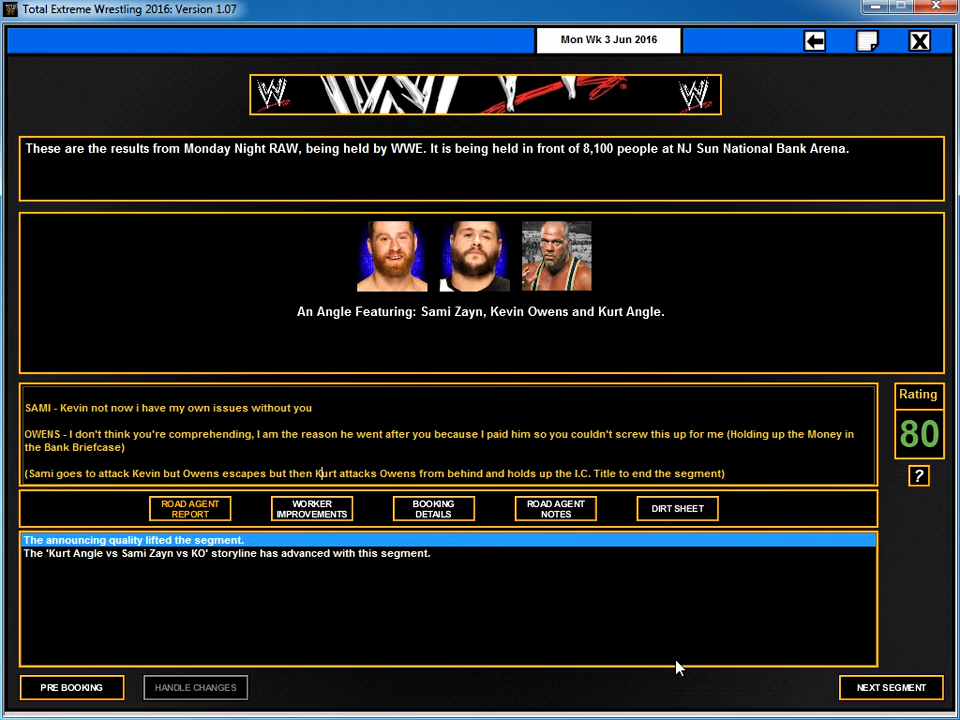 Total Extreme Wrestling 2016: Version 1.07
Mon Wk 3 Jun 2016
These are the results from Monday Night RAW, being held by WWE. It is being held in front of 8,100 people at NJ Sun National Bank Arena.
An Angle Featuring: Sami Zayn, Kevin Owens and Kurt Angle.
SAMI - Kevin not now i have my own issues without you
OWENS - I don't think you're comprehending, I am the reason he went after you because I paid him so you couldn't screw this up for me (Holding up the Money in
the Bank Briefcase)
(Sami goes to attack Kevin but Owens escapes but then Kurt attacks Owens from behind and holds up the I.C. Title to end the segment)
Rating
80
?
ROAD AGENT
REPORT
WORKER
IMPROVEMENTS
BOOKING
DETAILS
ROAD AGENT
NOTES
DIRT SHEET
The announcing quality lifted the segment.
The 'Kurt Angle vs Sami Zayn vs KO' storyline has advanced with this segment.
PRE BOOKING
HANDLE CHANGES
NEXT SEGMENT